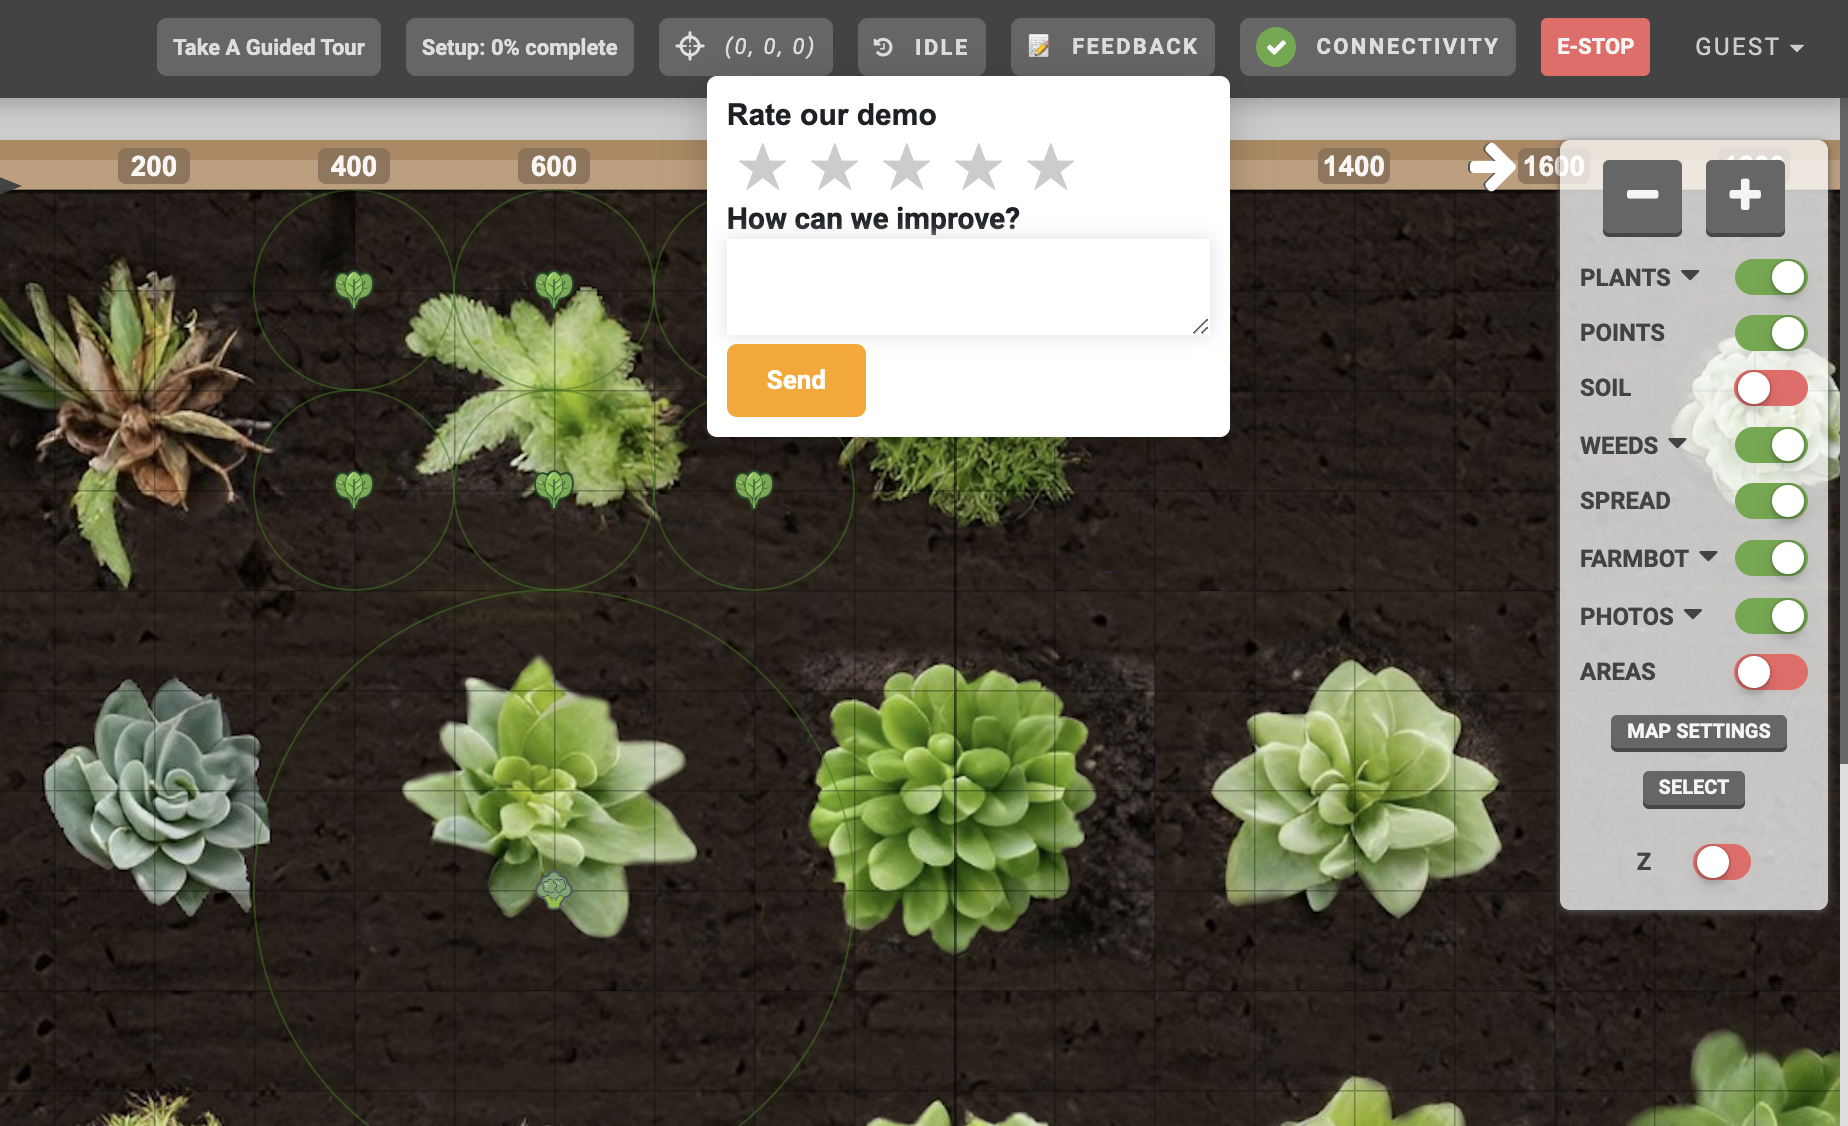 Take A Guided Tour
Setup: 0% complete
(0, 0, 0)
IDLE
FEEDBACK
CONNECTIVITY
E-STOP
GUEST
Rate our demo
How can we improve?
Send
200
400
600
1400
1600
PLANTS
POINTS
SOIL
WEEDS
SPREAD
FARMBOT
PHOTOS
AREAS
MAP SETTINGS
SELECT
Z